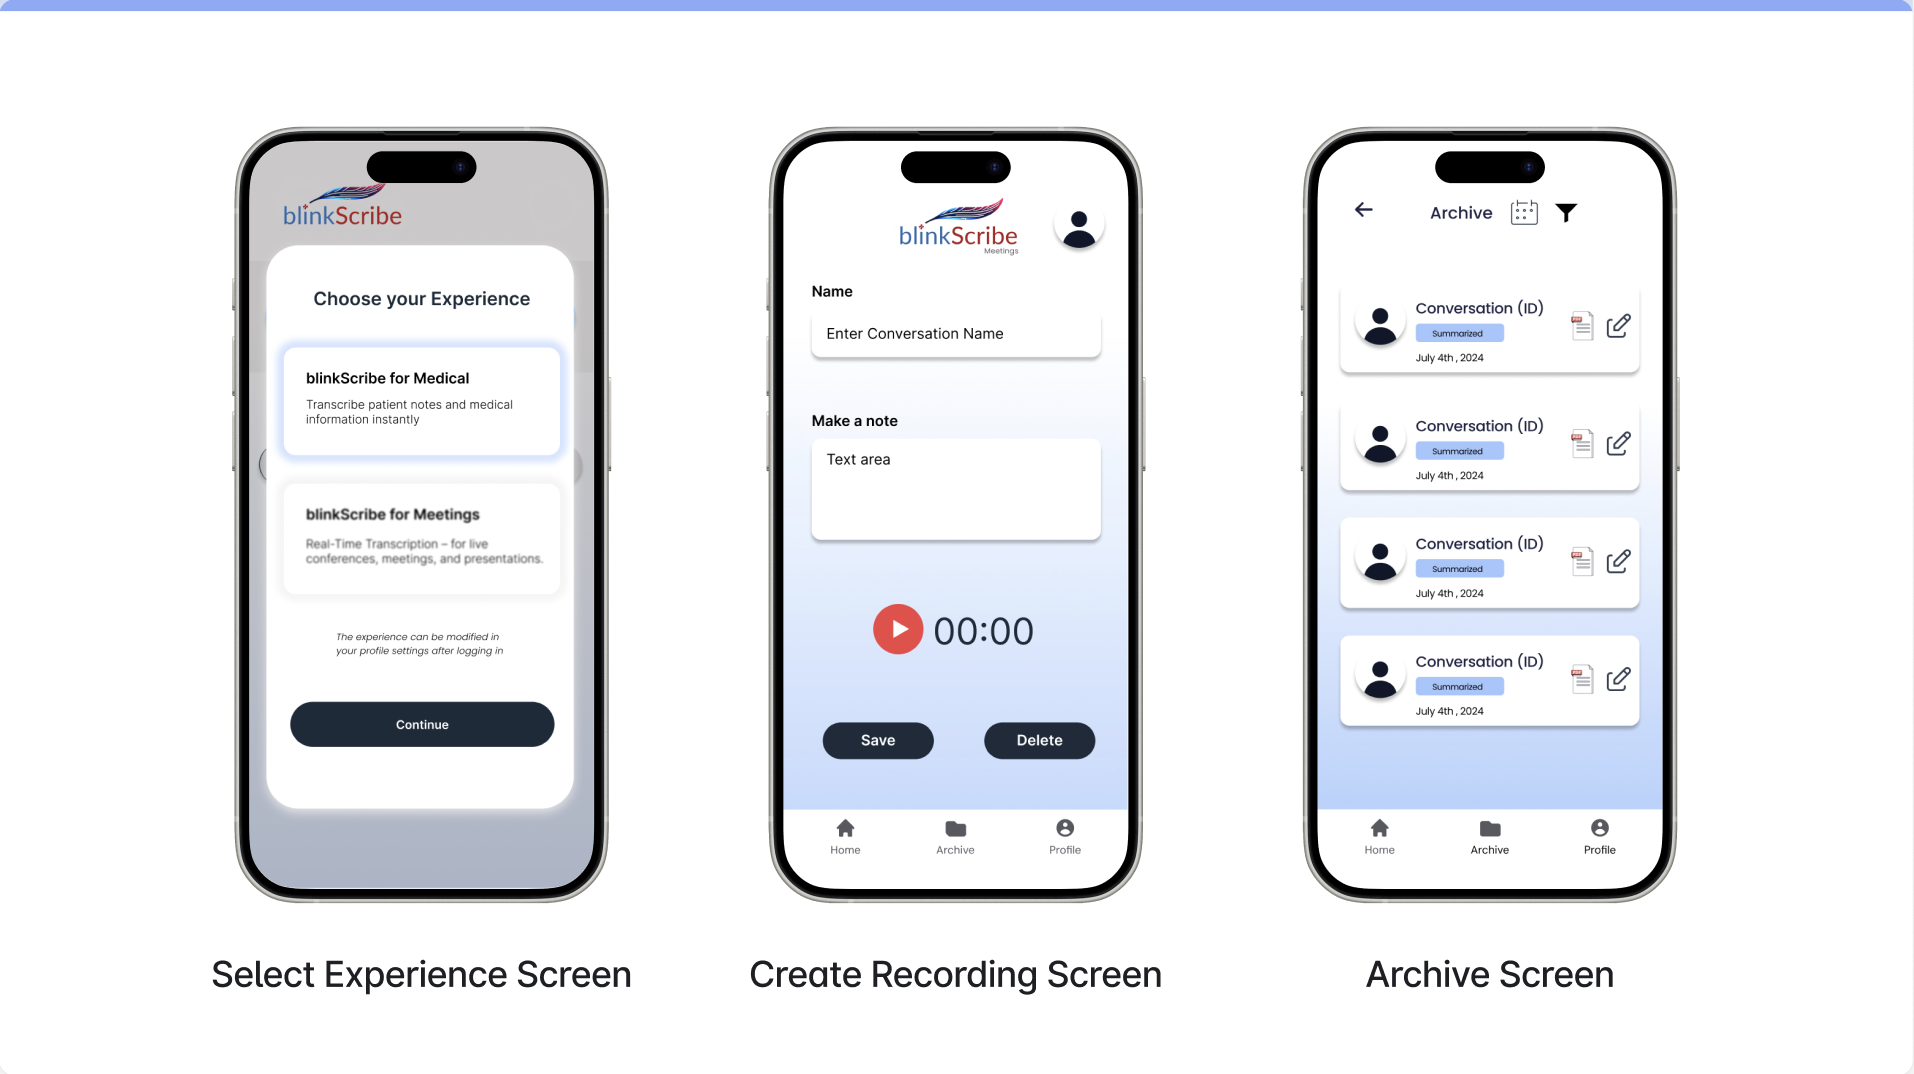 blinkScribe
Choose your Experience
blinkScribe for Medical
Transcribe patient notes and medical
information instantly
blinkScribe for Meetings
Real-Time Transcription – for live
conferences, meetings, and presentations.
The experience can be modified in
your profile settings after logging in
Continue
Select Experience Screen
blinkScribe
Meetings
Name
Enter Conversation Name
Make a note
Text area
00:00
Save
Delete
Home
Archive
Profile
Create Recording Screen
Archive
Conversation (ID)
Summarized
July 4th , 2024
PDF
Conversation (ID)
Summarized
July 4th , 2024
PDF
Conversation (ID)
Summarized
July 4th , 2024
PDF
Conversation (ID)
Summarized
July 4th , 2024
PDF
Home
Archive
Profile
Archive Screen